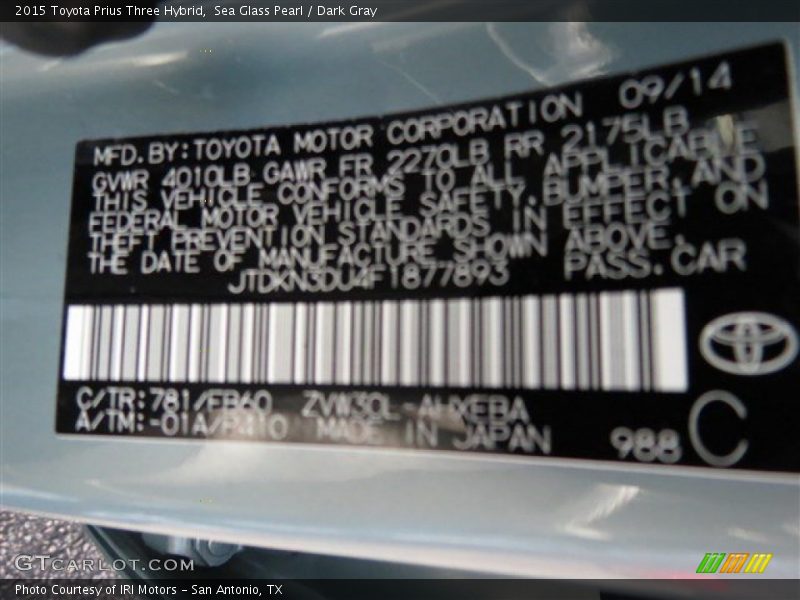 2015 Toyota Prius Three Hybrid, Sea Glass Pearl / Dark Gray
MFD. BY: TOYOTA MOTOR CORPORATION 09/14
GVWR 4010LB GAWR FR 2270LB RR 2175LB
THIS VEHICLE CONFORMS TO ALL APPLICABLE
FEDERAL MOTOR VEHICLE SAFETY, BUMPER, AND
THEFT PREVENTION STANDARDS IN EFFECT ON
THE DATE OF MANUFACTURE SHOWN ABOVE.
JTDKN3DU4F1877893 PASS. CAR
C/TR: 781/FB60 ZVW30L-AHXEBA
A/TM: -01A/P410 MADE IN JAPAN 988 C
GTCARLOT.COM
Photo Courtesy of IRI Motors – San Antonio, TX